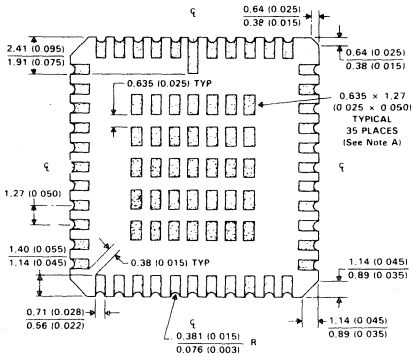 ℄
0.64 (0.025)
0.38 (0.015)
2.41 (0.095)
1.91 (0.075)
0.64 (0.025)
0.38 (0.015)
0.635 (0.025) TYP
0.635 × 1.27
(0.025 × 0.050)
TYPICAL
35 PLACES
(See Note A)
℄
℄
1.27 (0.050)
1.40 (0.055)
1.14 (0.045)
0.38 (0.015) TYP
1.14 (0.045)
0.89 (0.035)
0.71 (0.028)
0.56 (0.022)
℄
0.381 (0.015)
0.076 (0.003)
R
1.14 (0.045)
0.89 (0.035)